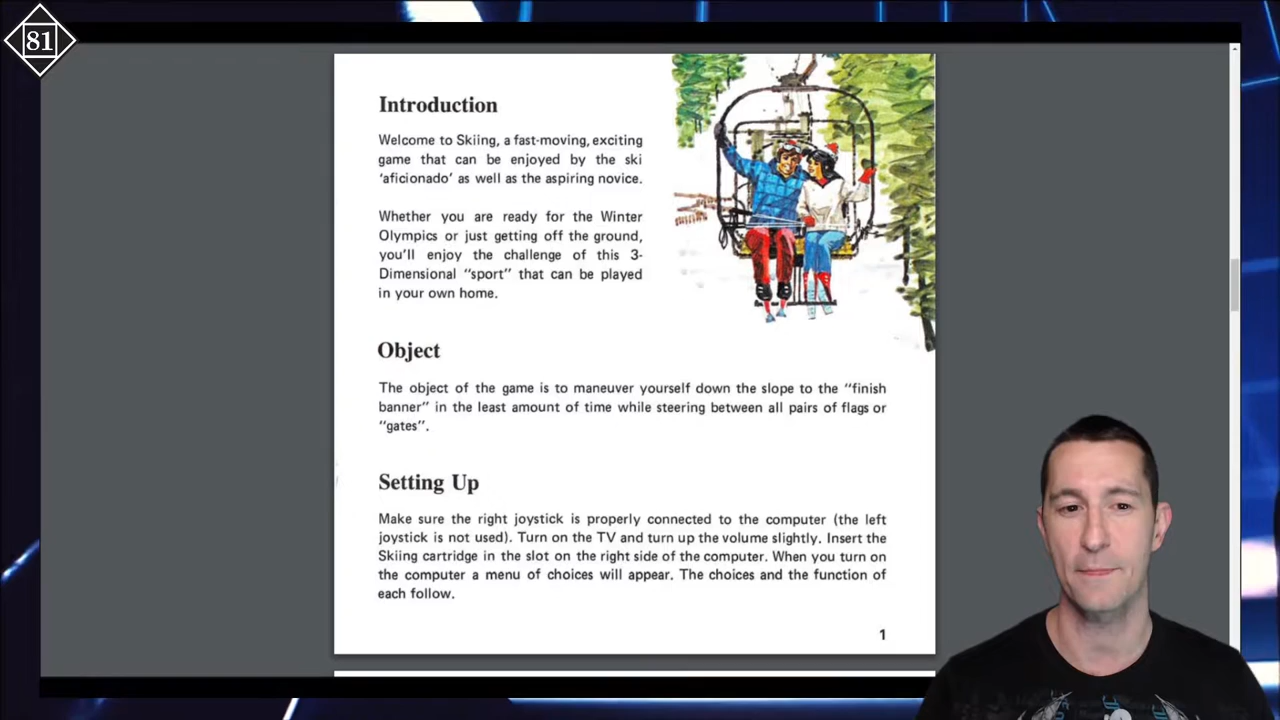 81
Introduction
Welcome to Skiing, a fast-moving, exciting
game that can be enjoyed by the ski
‘aficionado’ as well as the aspiring novice.
Whether you are ready for the Winter
Olympics or just getting off the ground,
you’ll enjoy the challenge of this 3-
Dimensional “sport” that can be played
in your own home.
Object
The object of the game is to maneuver yourself down the slope to the “finish
banner” in the least amount of time while steering between all pairs of flags or
“gates”.
Setting Up
Make sure the right joystick is properly connected to the computer (the left
joystick is not used). Turn on the TV and turn up the volume slightly. Insert the
Skiing cartridge in the slot on the right side of the computer. When you turn on
the computer a menu of choices will appear. The choices and the function of
each follow.
1